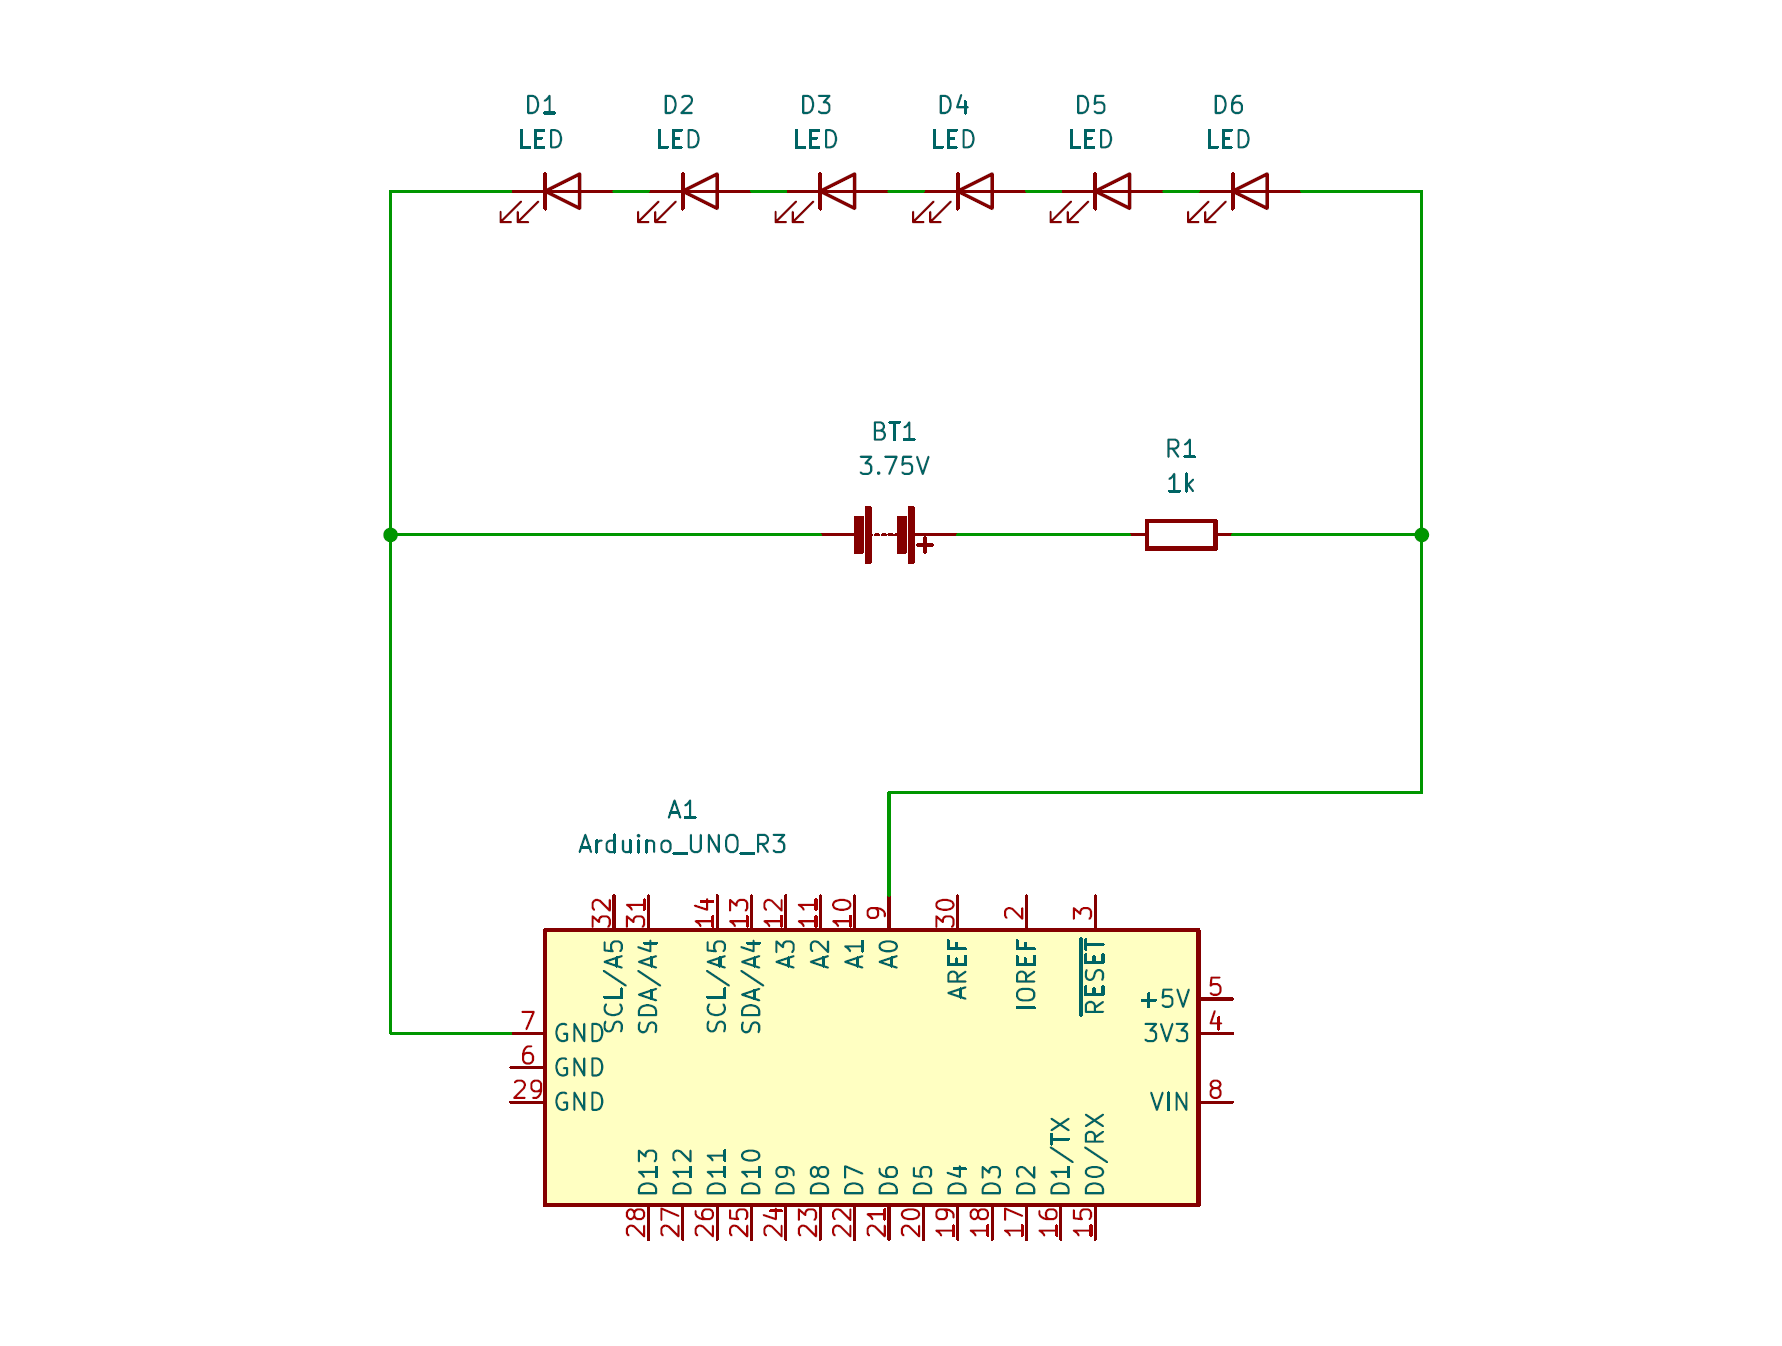 D1
LED
D2
LED
D3
LED
D4
LED
D5
LED
D6
LED
BT1
3.75V
+
R1
1k
A1
Arduino_UNO_R3
32
31
14
13
12
11
10
9
30
2
3
SCL/A5
SDA/A4
SCL/A5
SDA/A4
A3
A2
A1
A0
AREF
IOREF
RESET
7
GND
6
GND
29
GND
+5V
5
3V3
4
VIN
8
D13
D12
D11
D10
D9
D8
D7
D6
D5
D4
D3
D2
D1/TX
D0/RX
28
27
26
25
24
23
22
21
20
19
18
17
16
15